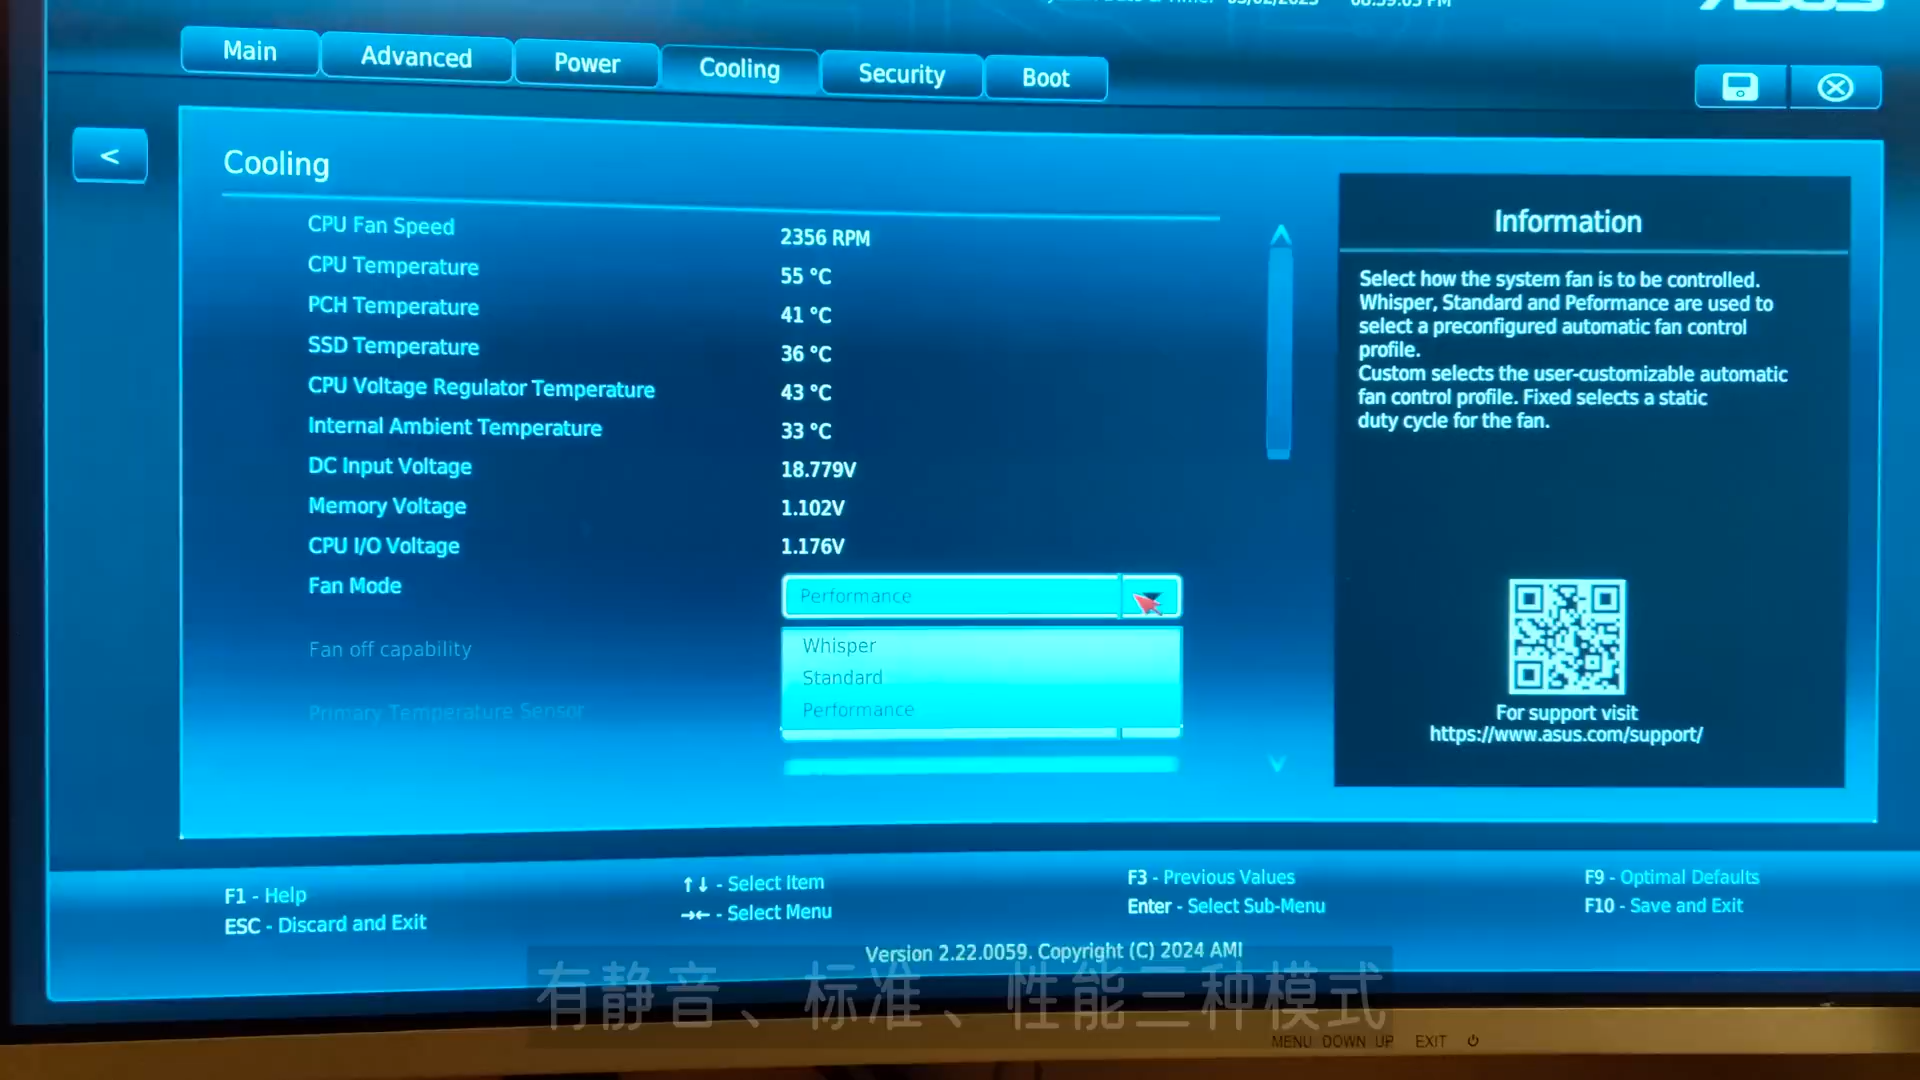 ASUS
Main
Advanced
Power
Cooling
Security
Boot
<
Cooling
CPU Fan Speed 2356 RPM
CPU Temperature 55 °C
PCH Temperature 41 °C
SSD Temperature 36 °C
CPU Voltage Regulator Temperature 43 °C
Internal Ambient Temperature 33 °C
DC Input Voltage 18.779V
Memory Voltage 1.102V
CPU I/O Voltage 1.176V
Fan Mode Performance
Whisper
Fan off capability
Standard
Performance
Primary Temperature Sensor
Information
Select how the system fan is to be controlled.
Whisper, Standard and Peformance are used to
select a preconfigured automatic fan control
profile.
Custom selects the user-customizable automatic
fan control profile. Fixed selects a static
duty cycle for the fan.
For support visit
https://www.asus.com/support/
F1 - Help
ESC - Discard and Exit
↑↓ - Select Item
→← - Select Menu
F3 - Previous Values
Enter - Select Sub-Menu
F9 - Optimal Defaults
F10 - Save and Exit
Version 2.22.0059. Copyright (C) 2024 AMI
有静音、标准、性能三种模式
MENU DOWN UP EXIT